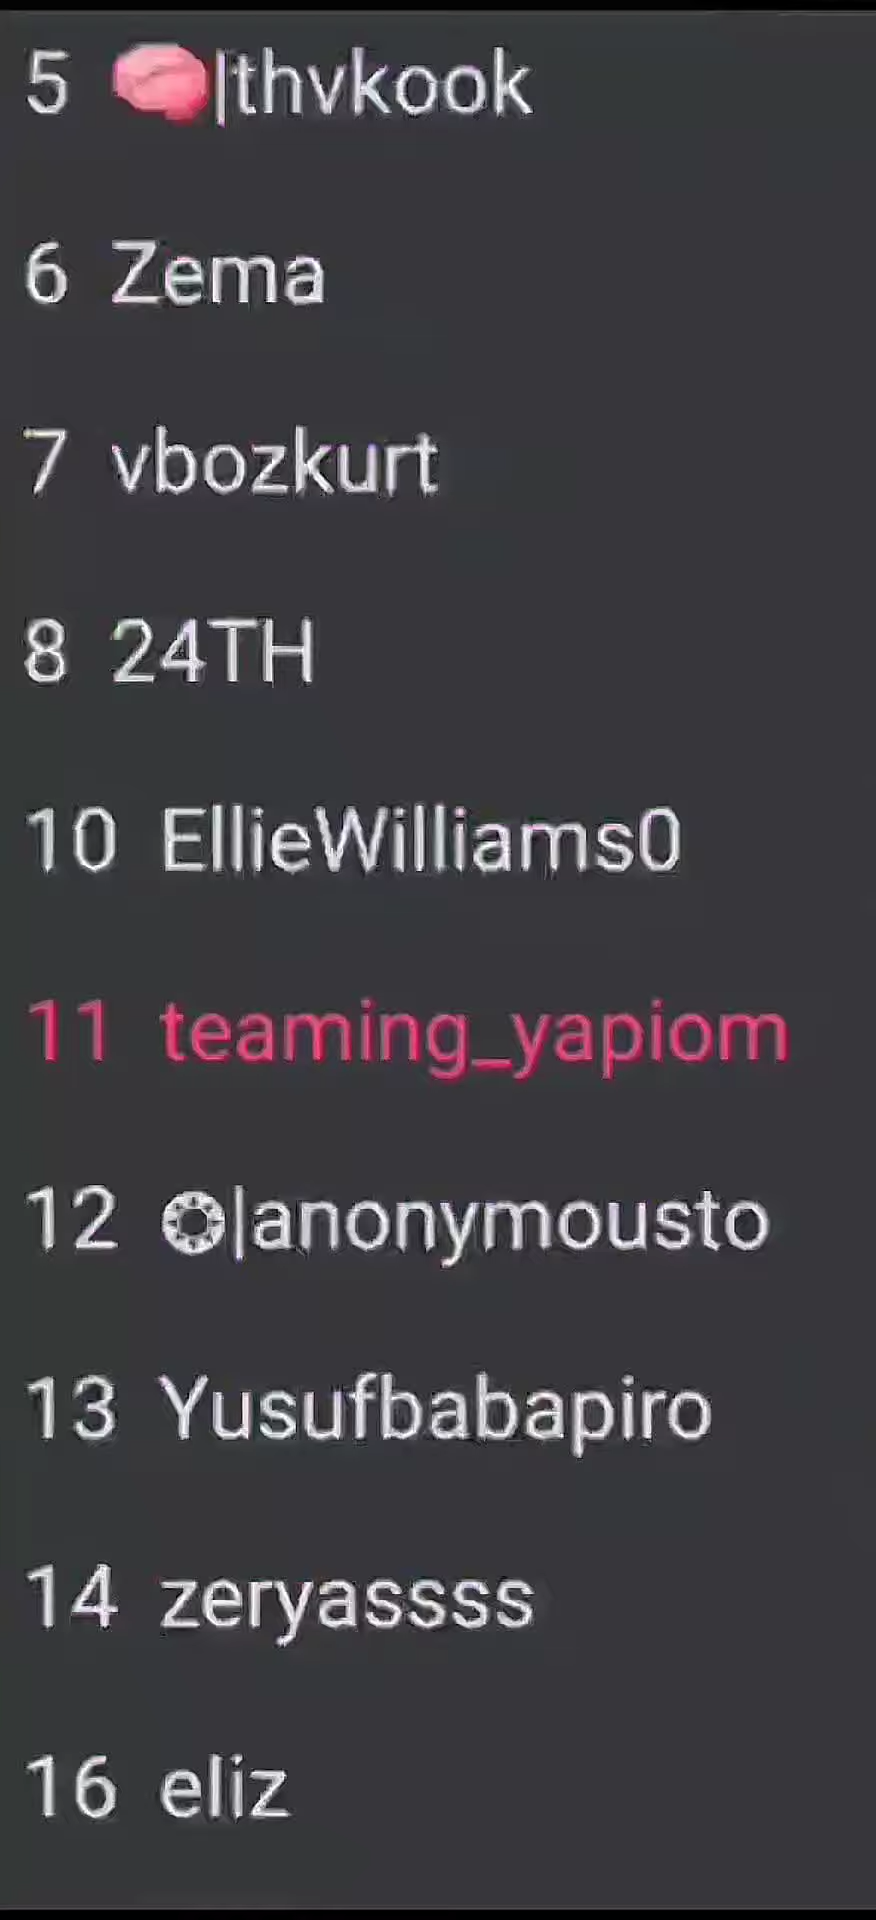 5 🧠|thvkook
6 Zema
7 vbozkurt
8 24TH
10 EllieWilliams0
11 teaming_yapiom
12 ❂|anonymousto
13 Yusufbabapiro
14 zeryassss
16 eliz